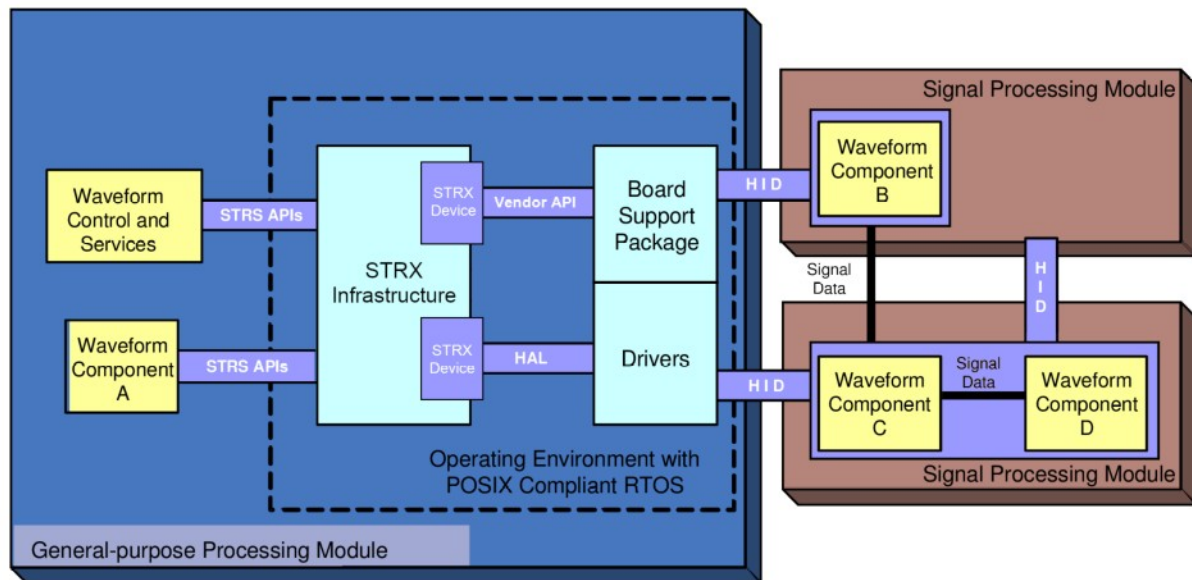 Signal Processing Module
Waveform
Control and
Services
STRS APIs
STRX
Device
Vendor API
Board
Support
Package
H I D
Waveform
Component
B
STRX
Infrastructure
Signal
Data
H I D
Waveform
Component
A
STRS APIs
STRX
Device
HAL
Drivers
H I D
Waveform
Component
C
Signal
Data
Waveform
Component
D
Operating Environment with
POSIX Compliant RTOS
Signal Processing Module
General-purpose Processing Module